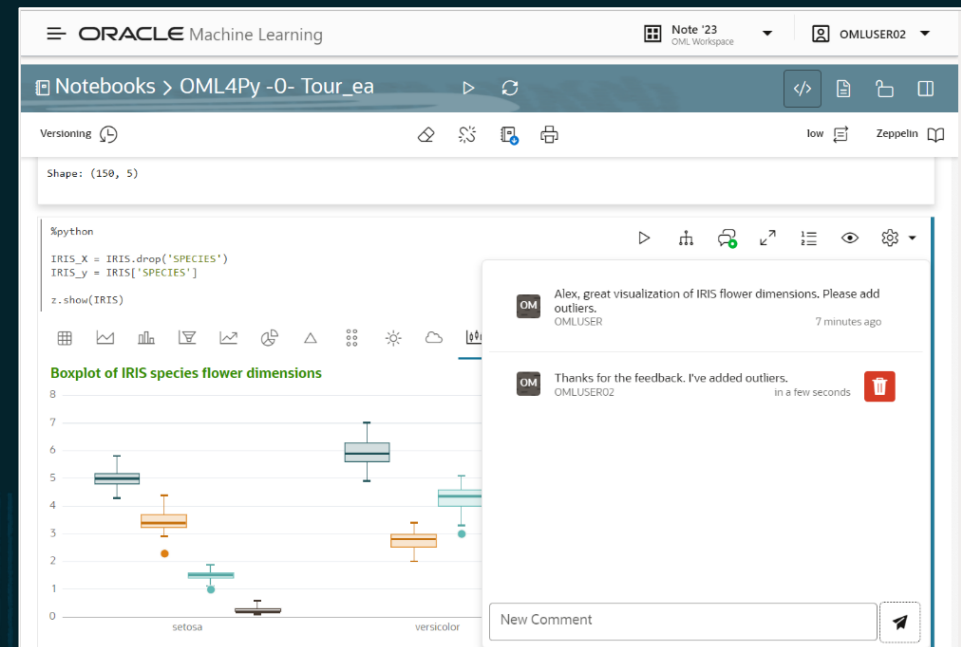 ORACLE Machine Learning
Note '23
OML Workspace
OMLUSER02
Notebooks > OML4Py -0- Tour_ea
</>
Versioning
low
Zeppelin
Shape: (150, 5)
%python
IRIS_X = IRIS.drop('SPECIES')
IRIS_y = IRIS['SPECIES']
z.show(IRIS)
OM
Alex, great visualization of IRIS flower dimensions. Please add
outliers.
OMLUSER
7 minutes ago
OM
Thanks for the feedback. I've added outliers.
OMLUSER02
in a few seconds
Boxplot of IRIS species flower dimensions
8
7
6
5
4
3
2
1
0
setosa
versicolor
New Comment